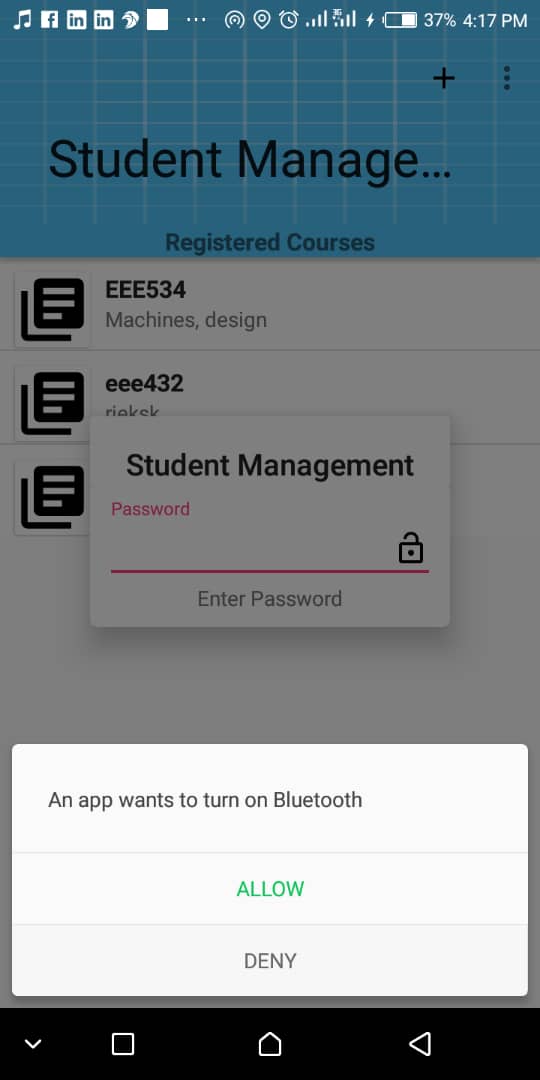 37% 4:17 PM
Student Manage...
Registered Courses
EEE534
Machines, design
eee432
rieksk
Student Management
Password
Enter Password
An app wants to turn on Bluetooth
ALLOW
DENY